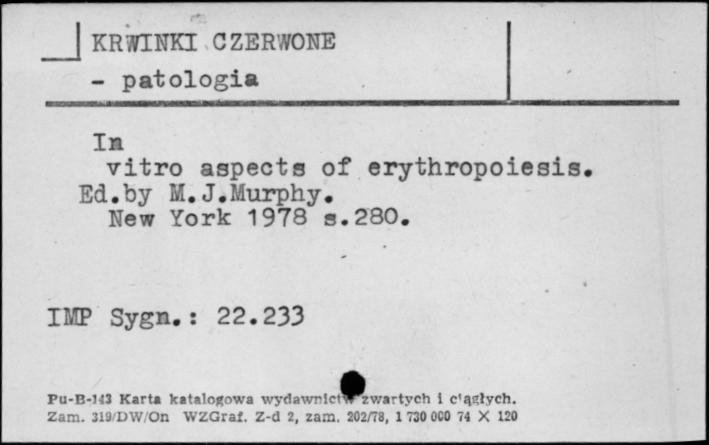 KRWINKI CZERWONE
- patologia
In
vitro aspects of erythropoiesis.
Ed.by M.J.Murphy.
New York 1978 s.280.
IMP Sygn.: 22.233
Pu-B-143 Karta katalogowa wydawnictw zwartych i ciągłych.
Zam. 319/DW/On WZGraf. Z-d 2, zam. 202/78, 1 730 000 74 X 120